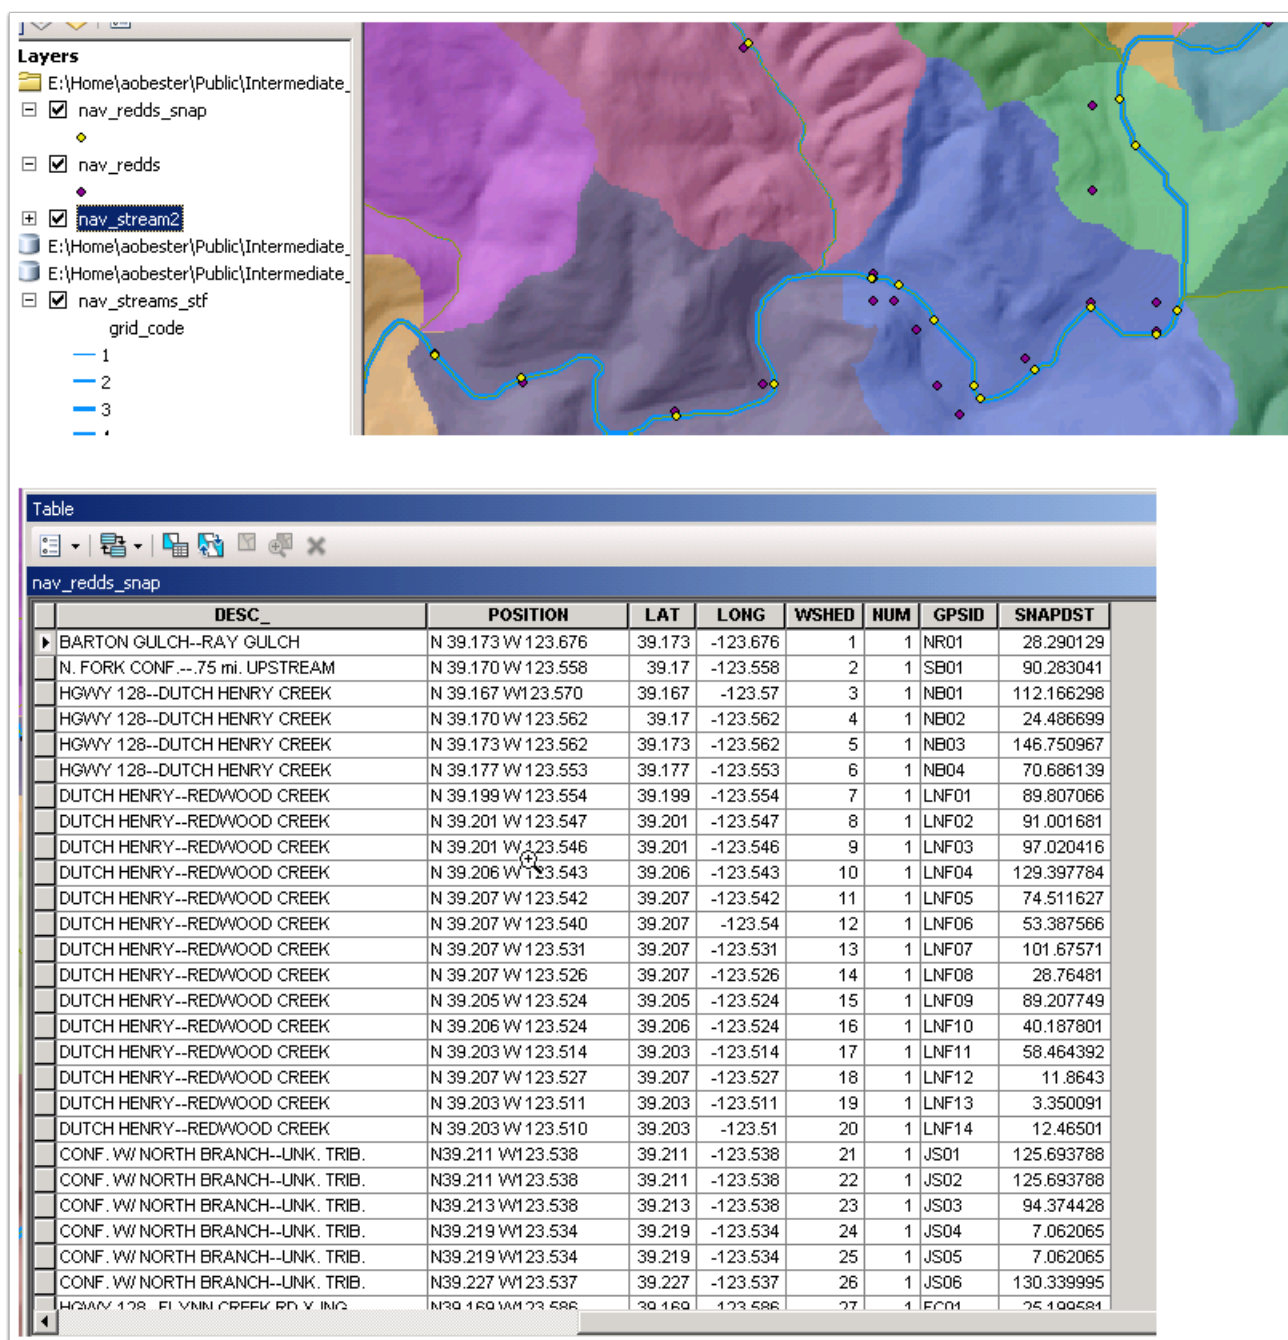 Layers
E:\Home\aobester\Public\Intermediate_
nav_redds_snap
nav_redds
nav_stream2
E:\Home\aobester\Public\Intermediate_
E:\Home\aobester\Public\Intermediate_
nav_streams_stf
grid_code
1
2
3
Table
nav_redds_snap
DESC_ POSITION LAT LONG WSHED NUM GPSID SNAPDST
BARTON GULCH--RAY GULCH N 39.173 W 123.676 39.173 -123.676 1 1 NR01 28.290129
N. FORK CONF.--.75 mi. UPSTREAM N 39.170 W 123.558 39.17 -123.558 2 1 SB01 90.283041
HGWY 128--DUTCH HENRY CREEK N 39.167 W123.570 39.167 -123.57 3 1 NB01 112.166298
HGWY 128--DUTCH HENRY CREEK N 39.170 W 123.562 39.17 -123.562 4 1 NB02 24.486699
HGWY 128--DUTCH HENRY CREEK N 39.173 W 123.562 39.173 -123.562 5 1 NB03 146.750967
HGWY 128--DUTCH HENRY CREEK N 39.177 W 123.553 39.177 -123.553 6 1 NB04 70.686139
DUTCH HENRY--REDWOOD CREEK N 39.199 W 123.554 39.199 -123.554 7 1 LNF01 89.807066
DUTCH HENRY--REDWOOD CREEK N 39.201 W 123.547 39.201 -123.547 8 1 LNF02 91.001681
DUTCH HENRY--REDWOOD CREEK N 39.201 W 123.546 39.201 -123.546 9 1 LNF03 97.020416
DUTCH HENRY--REDWOOD CREEK N 39.206 W 123.543 39.206 -123.543 10 1 LNF04 129.397784
DUTCH HENRY--REDWOOD CREEK N 39.207 W 123.542 39.207 -123.542 11 1 LNF05 74.511627
DUTCH HENRY--REDWOOD CREEK N 39.207 W 123.540 39.207 -123.54 12 1 LNF06 53.387566
DUTCH HENRY--REDWOOD CREEK N 39.207 W 123.531 39.207 -123.531 13 1 LNF07 101.67571
DUTCH HENRY--REDWOOD CREEK N 39.207 W 123.526 39.207 -123.526 14 1 LNF08 28.76481
DUTCH HENRY--REDWOOD CREEK N 39.205 W 123.524 39.205 -123.524 15 1 LNF09 89.207749
DUTCH HENRY--REDWOOD CREEK N 39.206 W 123.524 39.206 -123.524 16 1 LNF10 40.187801
DUTCH HENRY--REDWOOD CREEK N 39.203 W 123.514 39.203 -123.514 17 1 LNF11 58.464392
DUTCH HENRY--REDWOOD CREEK N 39.207 W 123.527 39.207 -123.527 18 1 LNF12 11.8643
DUTCH HENRY--REDWOOD CREEK N 39.203 W 123.511 39.203 -123.511 19 1 LNF13 3.350091
DUTCH HENRY--REDWOOD CREEK N 39.203 W 123.510 39.203 -123.51 20 1 LNF14 12.46501
CONF. W/ NORTH BRANCH--UNK. TRIB. N39.211 W123.538 39.211 -123.538 21 1 JS01 125.693788
CONF. W/ NORTH BRANCH--UNK. TRIB. N39.211 W123.538 39.211 -123.538 22 1 JS02 125.693788
CONF. W/ NORTH BRANCH--UNK. TRIB. N39.213 W123.538 39.213 -123.538 23 1 JS03 94.374428
CONF. W/ NORTH BRANCH--UNK. TRIB. N39.219 W123.534 39.219 -123.534 24 1 JS04 7.062065
CONF. W/ NORTH BRANCH--UNK. TRIB. N39.219 W123.534 39.219 -123.534 25 1 JS05 7.062065
CONF. W/ NORTH BRANCH--UNK. TRIB. N39.227 W123.537 39.227 -123.537 26 1 JS06 130.339995
HGWY 128--FLYNN CREEK RD X ING N39.169 W123.586 39.169 -123.586 27 1 FC01 25.199581